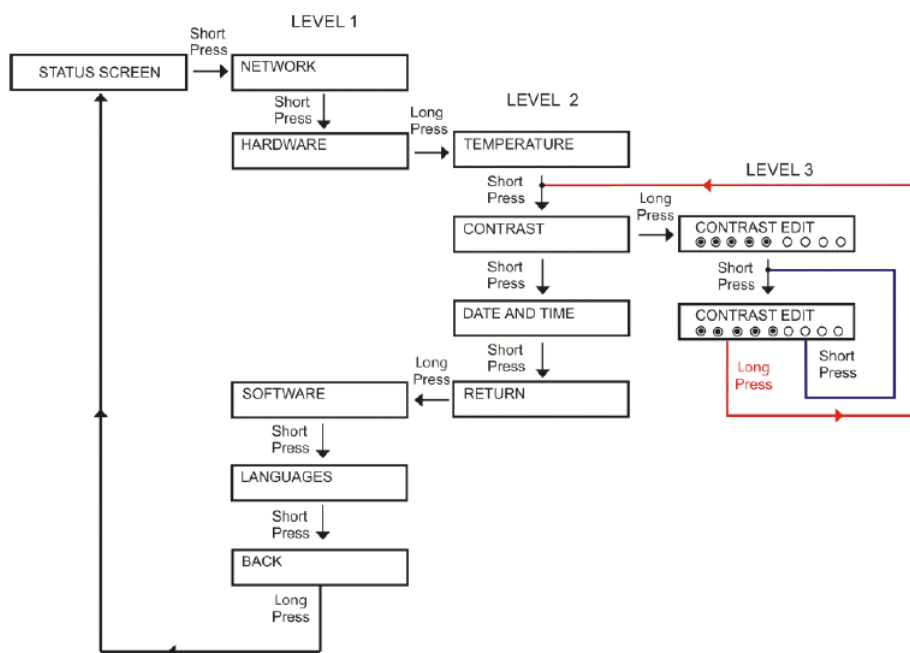 LEVEL 1
Short
Press
STATUS SCREEN
NETWORK
Short
Press
LEVEL 2
Long
Press
HARDWARE
TEMPERATURE
LEVEL 3
Short
Press
Long
Press
CONTRAST
CONTRAST EDIT
Short
Press
Short
Press
DATE AND TIME
CONTRAST EDIT
Short
Press
Long
Press
Long
Press
Short
Press
SOFTWARE
RETURN
Short
Press
LANGUAGES
Short
Press
BACK
Long
Press